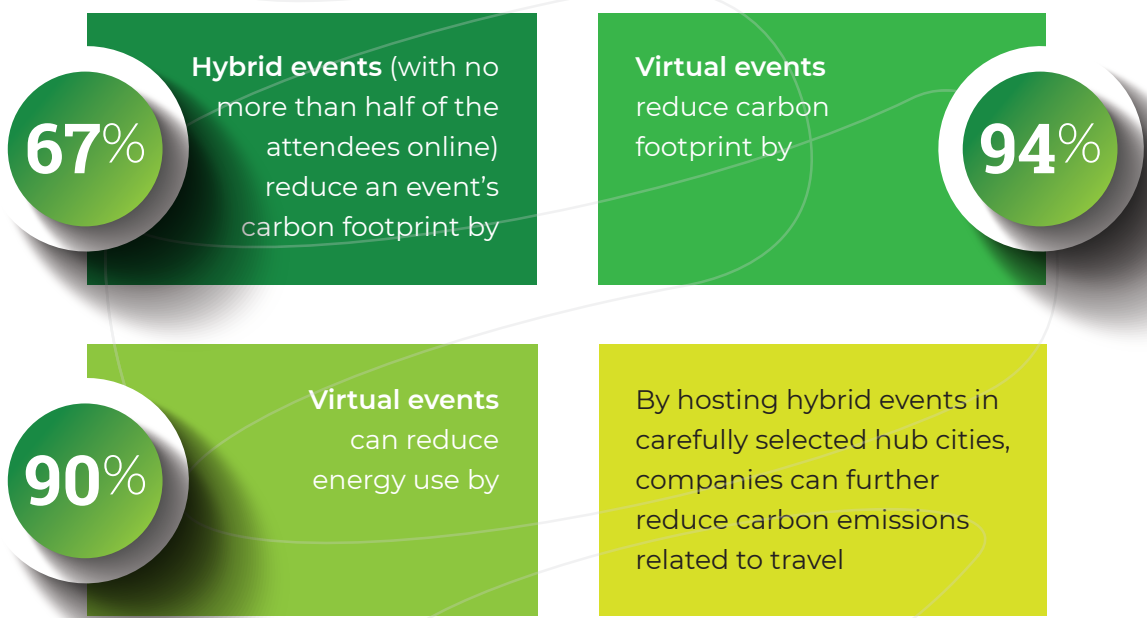 Hybrid events (with no
more than half of the
attendees online)
reduce an event's
carbon footprint by
67%
Virtual events
reduce carbon
footprint by
94%
Virtual events
can reduce
energy use by
90%
By hosting hybrid events in
carefully selected hub cities,
companies can further
reduce carbon emissions
related to travel